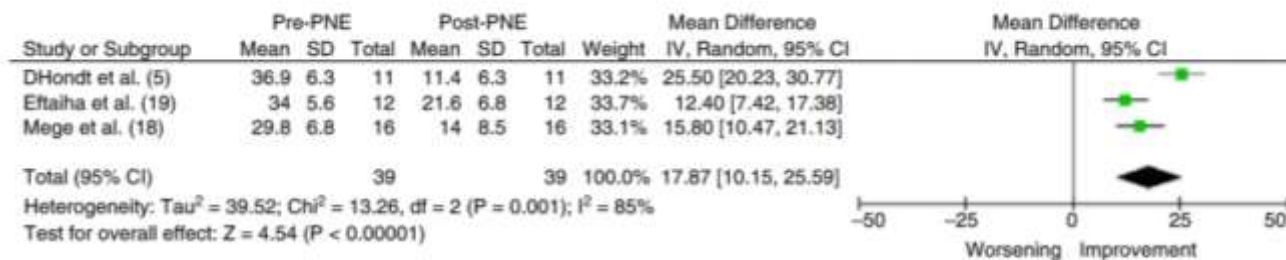 Pre-PNE Post-PNE Mean Difference Mean Difference
Study or Subgroup Mean SD Total Mean SD Total Weight IV, Random, 95% CI IV, Random, 95% CI
DHondt et al. (5) 36.9 6.3 11 11.4 6.3 11 33.2% 25.50 [20.23, 30.77]
Eftaiha et al. (19) 34 5.6 12 21.6 6.8 12 33.7% 12.40 [7.42, 17.38]
Mege et al. (18) 29.8 6.8 16 14 8.5 16 33.1% 15.80 [10.47, 21.13]
Total (95% CI) 39 39 100.0% 17.87 [10.15, 25.59]
Heterogeneity: Tau² = 39.52; Chi² = 13.26, df = 2 (P = 0.001); I² = 85%
Test for overall effect: Z = 4.54 (P < 0.00001)
−50 −25 0 25 50
Worsening Improvement